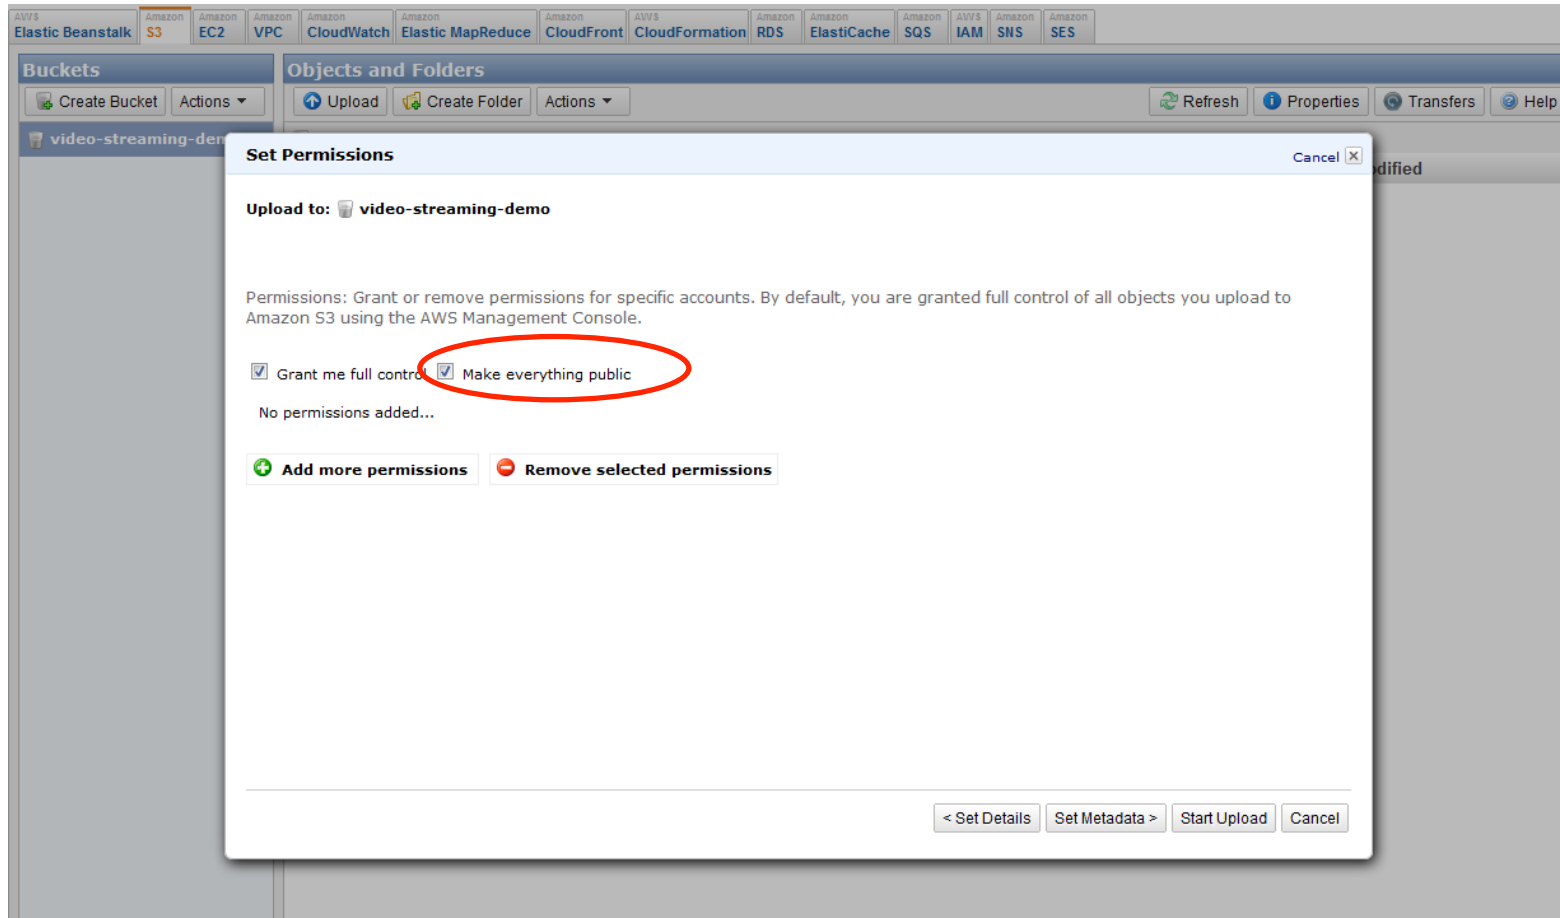 AWS Amazon Amazon Amazon Amazon Amazon Amazon AWS Amazon Amazon Amazon AWS Amazon Amazon
Elastic Beanstalk S3 EC2 VPC CloudWatch Elastic MapReduce CloudFront CloudFormation RDS ElastiCache SQS IAM SNS SES
Buckets Objects and Folders
Create Bucket Actions Upload Create Folder Actions Refresh Properties Transfers Help
video-streaming-den
Set Permissions Cancel
odified
Upload to: video-streaming-demo
Permissions: Grant or remove permissions for specific accounts. By default, you are granted full control of all objects you upload to
Amazon S3 using the AWS Management Console.
Grant me full control Make everything public
No permissions added...
Add more permissions Remove selected permissions
< Set Details Set Metadata > Start Upload Cancel